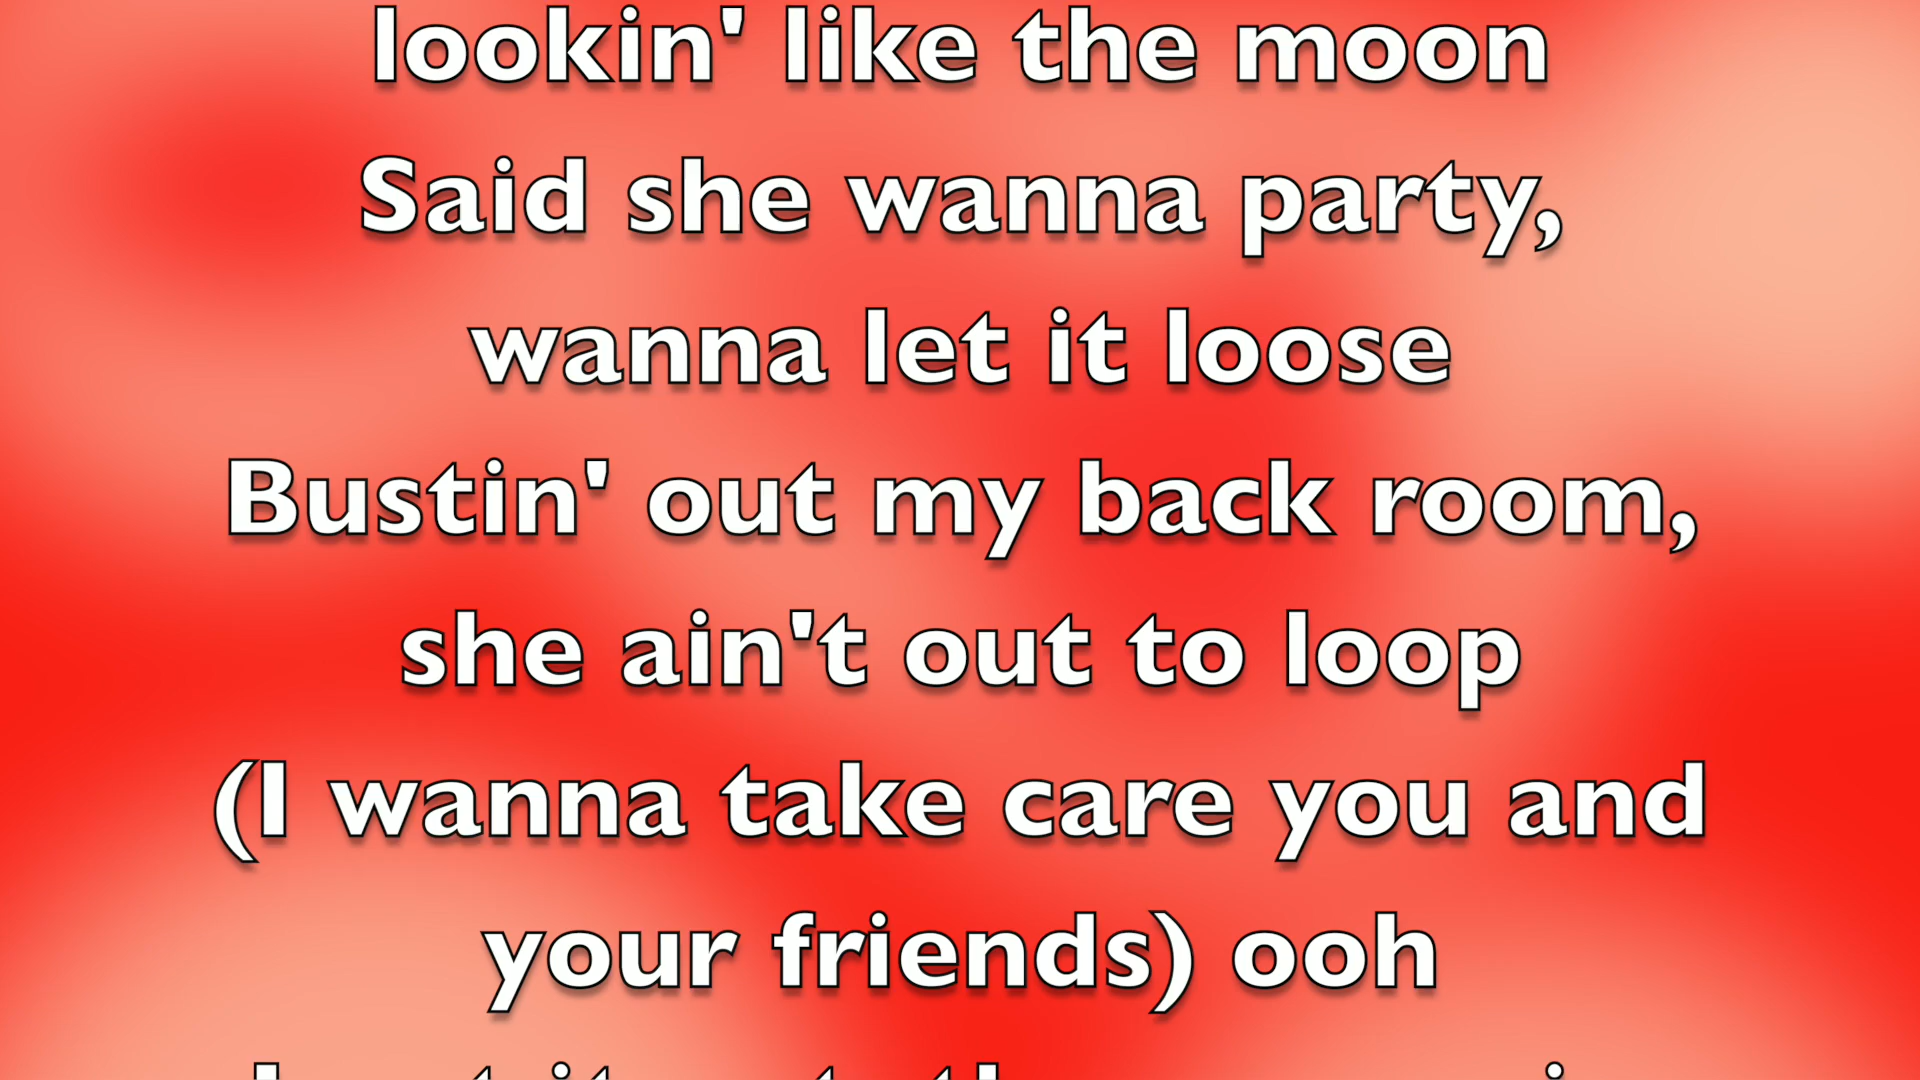 lookin' like the moon
Said she wanna party,
wanna let it loose
Bustin' out my back room,
she ain't out to loop
(I wanna take care you and
your friends) ooh